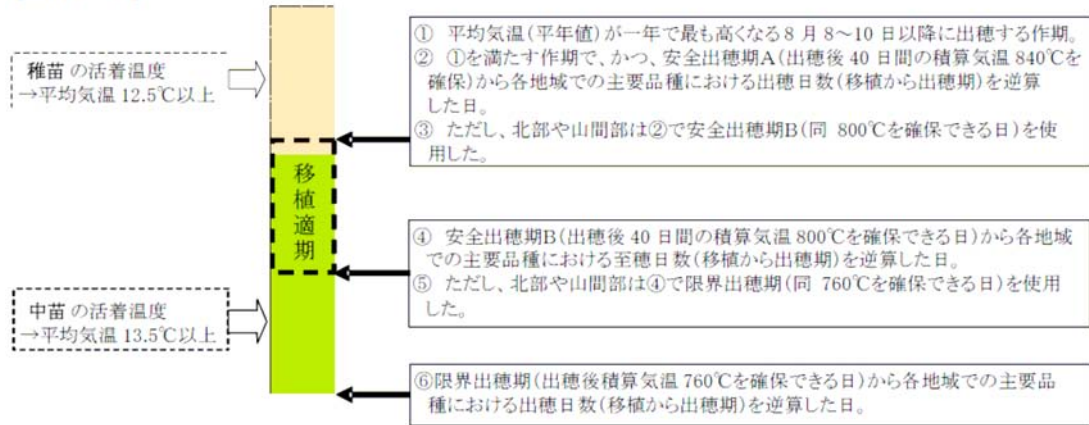 稚苗 の活着温度
→平均気温 12.5℃以上
① 平均気温(平年値)が一年で最も高くなる8 月 8～10 日以降に出穂する作期。
② ①を満たす作期で、かつ、安全出穂期A(出穂後 40 日間の積算気温 840℃を
確保)から各地域での主要品種における出穂日数(移植から出穂期)を逆算
した日。
③ ただし、北部や山間部は②で安全出穂期B(同 800℃を確保できる日)を使
用した。
移植適期
④ 安全出穂期B(出穂後 40 日間の積算気温 800℃を確保できる日)から各地域
での主要品種における至穂日数(移植から出穂期)を逆算した日。
⑤ ただし、北部や山間部は④で限界出穂期(同 760℃を確保できる日)を使用
した。
中苗 の活着温度
→平均気温 13.5℃以上
⑥限界出穂期(出穂後積算気温 760℃を確保できる日)から各地域での主要品
種における出穂日数(移植から出穂期)を逆算した日。